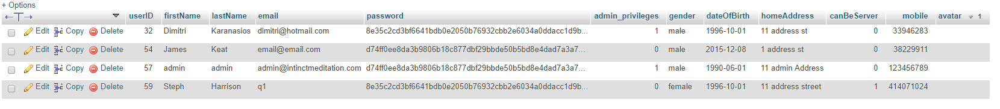 + Options
←T→ userID firstName lastName email password admin_privileges gender dateOfBirth homeAddress canBeServer mobile avatar 1
Edit Copy Delete 32 Dimitri Karanasios dimitri@hotmail.com 8e35c2cd3bf6641bdb0e2050b76932cbb2e6034a0ddacc1d9b... 1 male 1996-10-01 11 address st 0 33946283
Edit Copy Delete 54 James Keat email@email.com d74ff0ee8da3b9806b18c877dbf29bbde50b5bd8e4dad7a3a7... 0 male 2015-12-08 1 address st 0 38229911
Edit Copy Delete 57 admin admin admin@intinctmeditation.com d74ff0ee8da3b9806b18c877dbf29bbde50b5bd8e4dad7a3a7... 1 male 1990-06-01 11 admin Address 0 123456789
Edit Copy Delete 59 Steph Harrison q1 8e35c2cd3bf6641bdb0e2050b76932cbb2e6034a0ddacc1d9b... 0 female 1996-10-01 11 address street 1 414071024